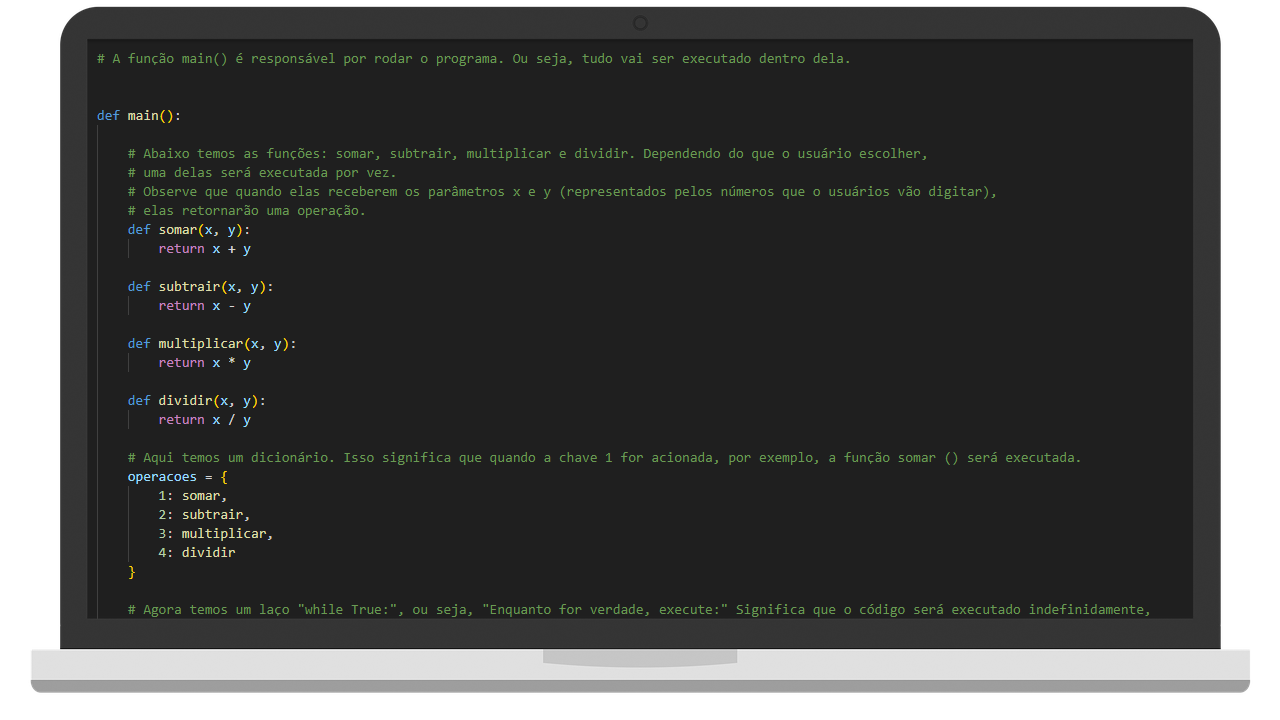 # A função main() é responsável por rodar o programa. Ou seja, tudo vai ser executado dentro dela.
def main():
# Abaixo temos as funções: somar, subtrair, multiplicar e dividir. Dependendo do que o usuário escolher,
# uma delas será executada por vez.
# Observe que quando elas receberem os parâmetros x e y (representados pelos números que o usuários vão digitar),
# elas retornarão uma operação.
def somar(x, y):
return x + y
def subtrair(x, y):
return x - y
def multiplicar(x, y):
return x * y
def dividir(x, y):
return x / y
# Aqui temos um dicionário. Isso significa que quando a chave 1 for acionada, por exemplo, a função somar () será executada.
operacoes = {
1: somar,
2: subtrair,
3: multiplicar,
4: dividir
}
# Agora temos um laço "while True:", ou seja, "Enquanto for verdade, execute:" Significa que o código será executado indefinidamente,